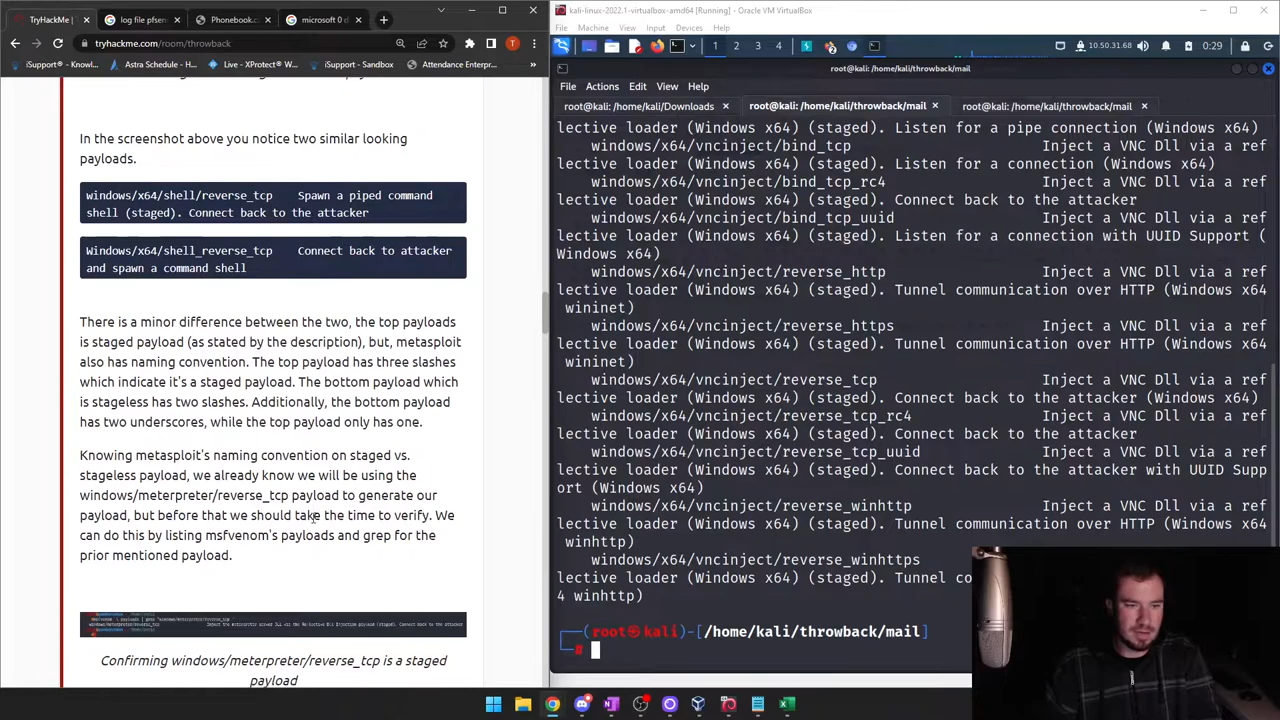 TryHackMe |
log file pfsen
Phonebook.c
microsoft 0 d
kali-linux-2022.1-virtualbox-amd64 [Running] - Oracle VM VirtualBox
tryhackme.com/room/throwback
File Machine View Input Devices Help
iSupport® - Knowl...
Astra Schedule - H...
Live - XProtect® W...
iSupport - Sandbox
Attendance Enterpr...
1 2 3 4
10.50.31.68
0:29
root@kali: /home/kali/throwback/mail
File Actions Edit View Help
root@kali: /home/kali/Downloads
root@kali: /home/kali/throwback/mail
root@kali: /home/kali/throwback/mail
In the screenshot above you notice two similar looking
payloads.
windows/x64/shell/reverse_tcp Spawn a piped command
shell (staged). Connect back to the attacker
Windows/x64/shell_reverse_tcp Connect back to attacker
and spawn a command shell
There is a minor difference between the two, the top payloads
is staged payload (as stated by the description), but, metasploit
also has naming convention. The top payload has three slashes
which indicate it's a staged payload. The bottom payload which
is stageless has two slashes. Additionally, the bottom payload
has two underscores, while the top payload only has one.
Knowing metasploit's naming convention on staged vs.
stageless payload, we already know we will be using the
windows/meterpreter/reverse_tcp payload to generate our
payload, but before that we should take the time to verify. We
can do this by listing msfvenom's payloads and grep for the
prior mentioned payload.
Confirming windows/meterpreter/reverse_tcp is a staged
payload
lective loader (Windows x64) (staged). Listen for a pipe connection (Windows x64)
windows/x64/vncinject/bind_tcp Inject a VNC Dll via a ref
lective loader (Windows x64) (staged). Listen for a connection (Windows x64)
windows/x64/vncinject/bind_tcp_rc4 Inject a VNC Dll via a ref
lective loader (Windows x64) (staged). Connect back to the attacker
windows/x64/vncinject/bind_tcp_uuid Inject a VNC Dll via a ref
lective loader (Windows x64) (staged). Listen for a connection with UUID Support (
Windows x64)
windows/x64/vncinject/reverse_http Inject a VNC Dll via a ref
lective loader (Windows x64) (staged). Tunnel communication over HTTP (Windows x64
wininet)
windows/x64/vncinject/reverse_https Inject a VNC Dll via a ref
lective loader (Windows x64) (staged). Tunnel communication over HTTP (Windows x64
wininet)
windows/x64/vncinject/reverse_tcp Inject a VNC Dll via a ref
lective loader (Windows x64) (staged). Connect back to the attacker (Windows x64)
windows/x64/vncinject/reverse_tcp_rc4 Inject a VNC Dll via a ref
lective loader (Windows x64) (staged). Connect back to the attacker
windows/x64/vncinject/reverse_tcp_uuid Inject a VNC Dll via a ref
lective loader (Windows x64) (staged). Connect back to the attacker with UUID Supp
ort (Windows x64)
windows/x64/vncinject/reverse_winhttp Inject a VNC Dll via a ref
lective loader (Windows x64) (staged). Tunnel communication over HTTP (Windows x64
winhttp)
windows/x64/vncinject/reverse_winhttps
lective loader (Windows x64) (staged). Tunnel c
4 winhttp)
(root㉿kali)-[/home/kali/throwback/mail]
#